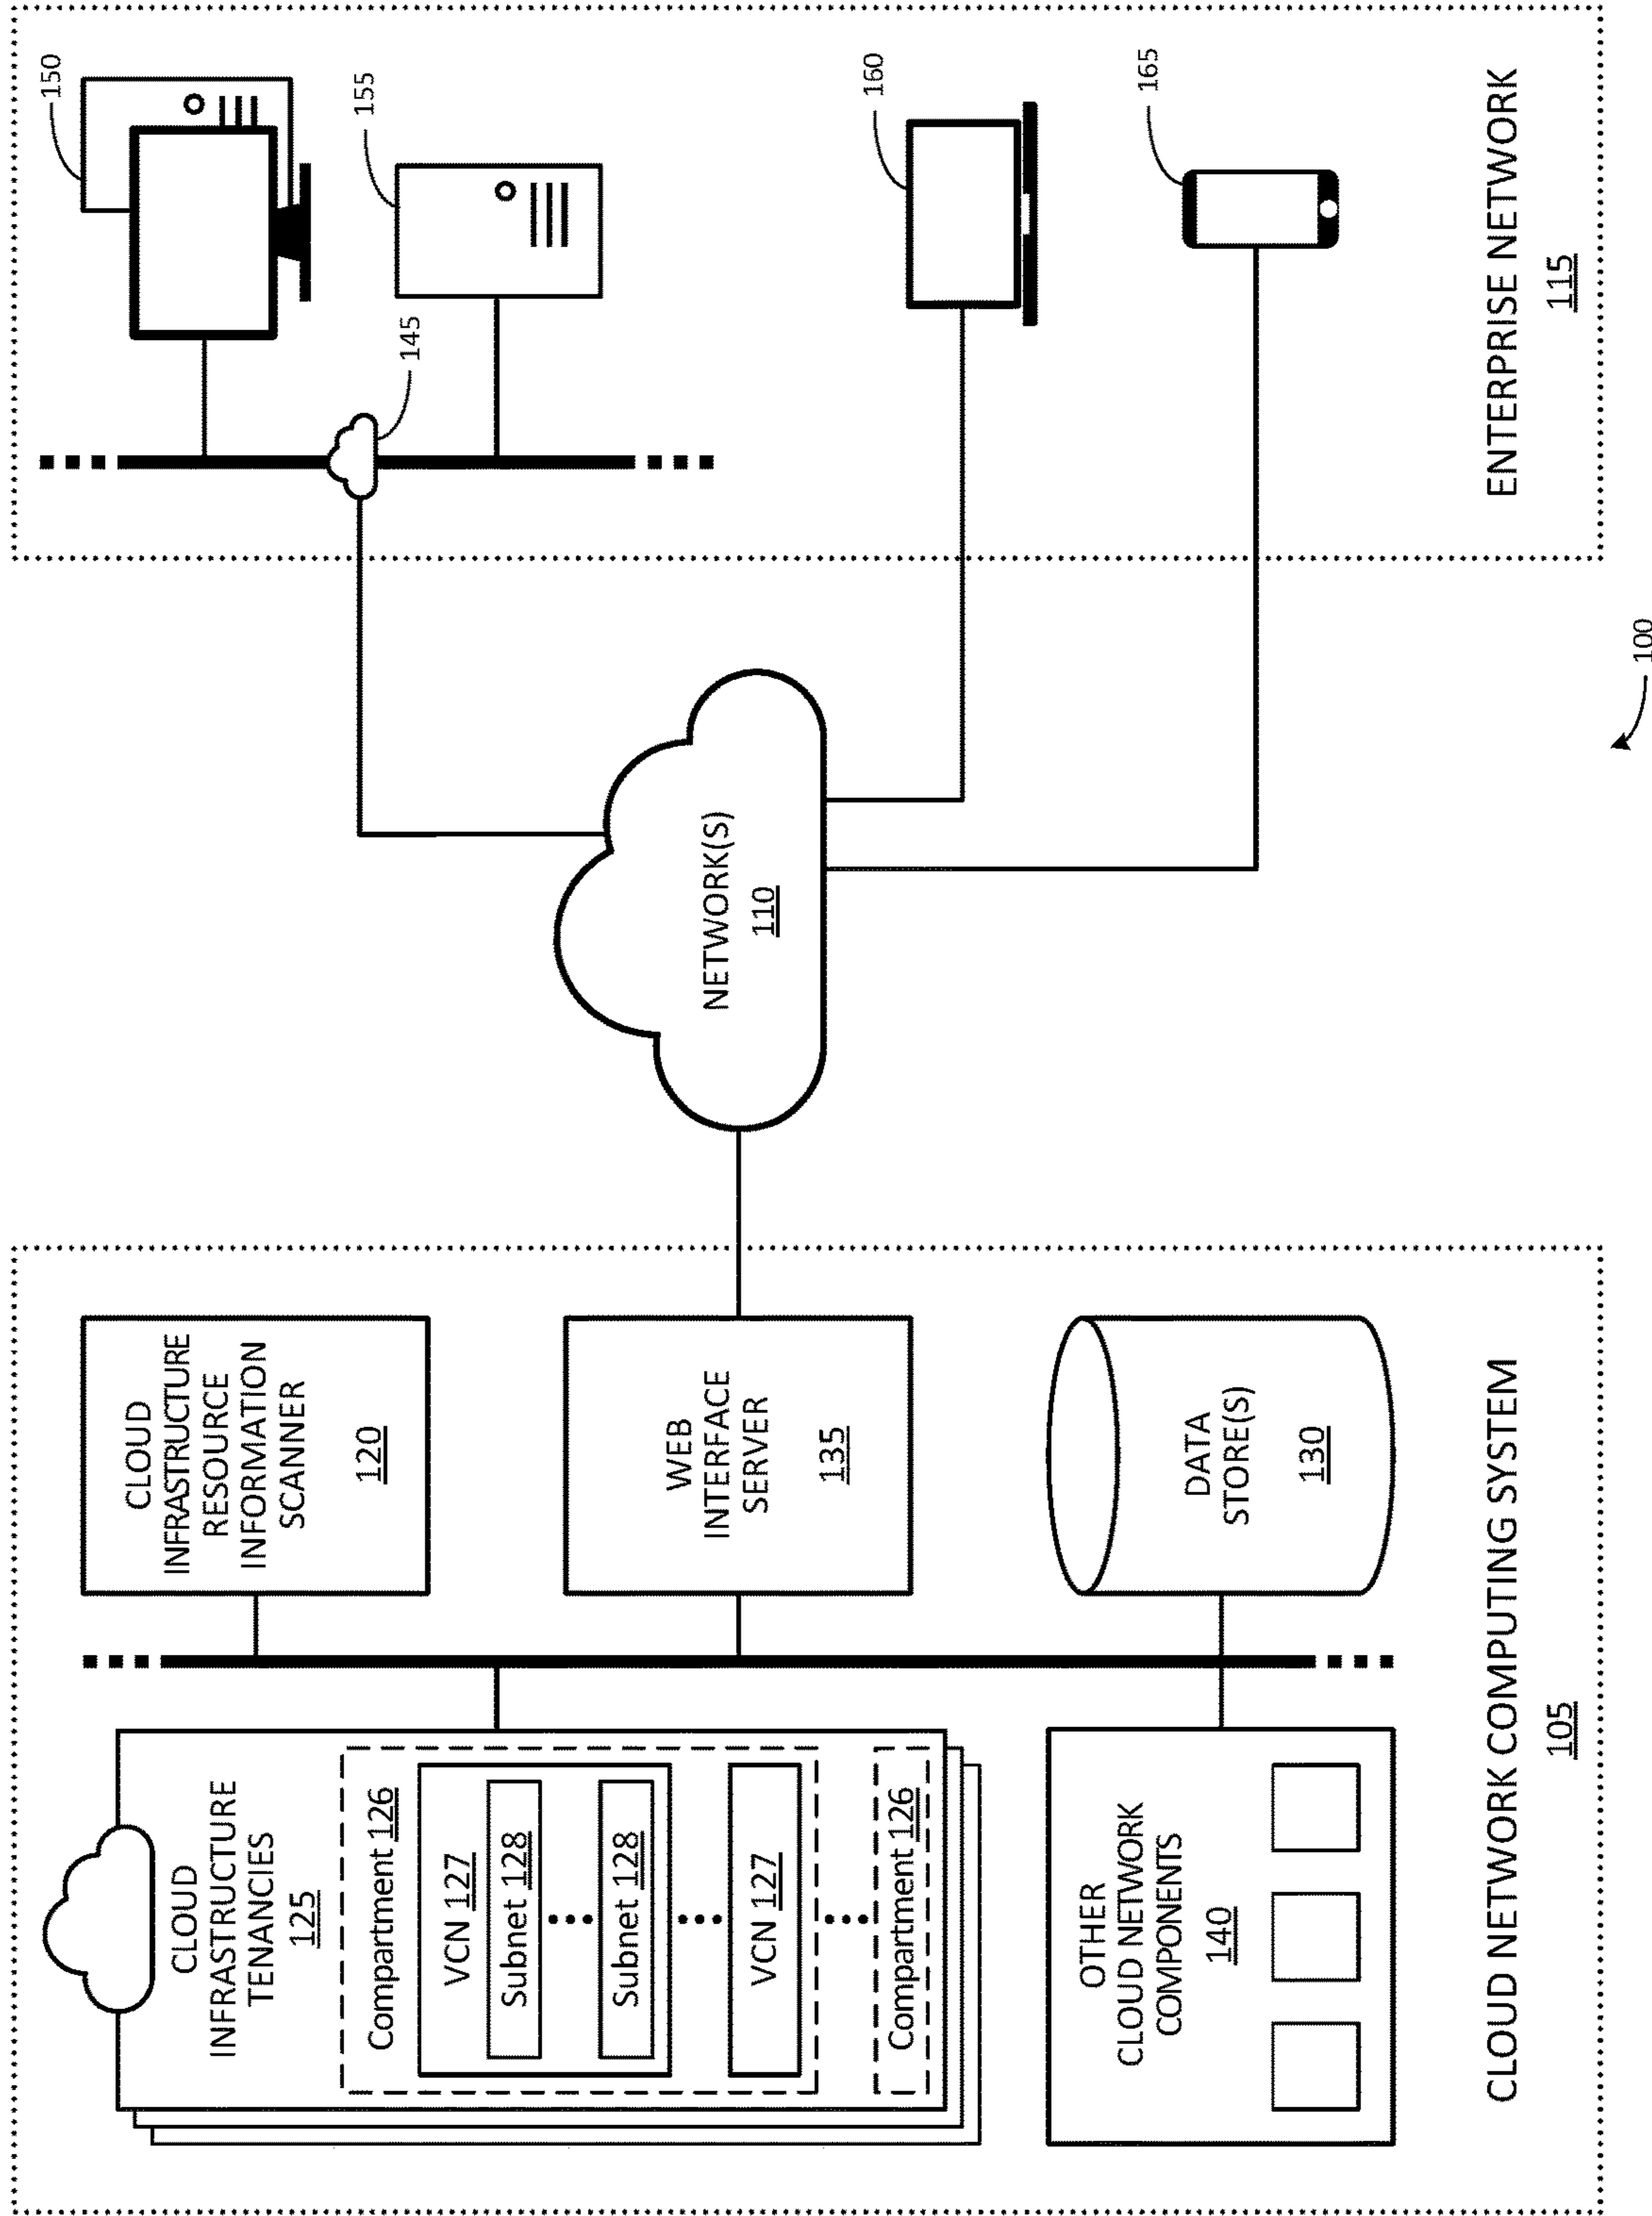 CLOUD
INFRASTRUCTURE
TENANCIES
125
Compartment 126
VCN 127
Subnet 128
Subnet 128
VCN 127
Compartment 126
OTHER
CLOUD NETWORK
COMPONENTS
140
CLOUD
INFRASTRUCTURE
RESOURCE
INFORMATION
SCANNER
120
WEB
INTERFACE
SERVER
135
DATA
STORE(S)
130
CLOUD NETWORK COMPUTING SYSTEM
105
NETWORK(S)
110
145
150
155
160
165
ENTERPRISE NETWORK
115
100